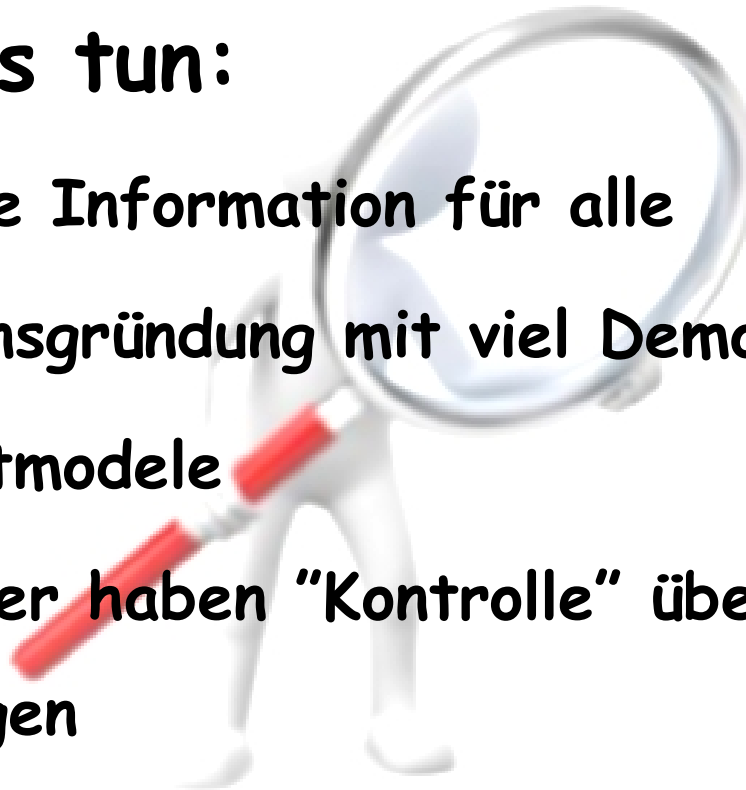 s tun:
e Information für alle
nsgründung mit viel Demo
tmodele
er haben "Kontrolle" übe
gen